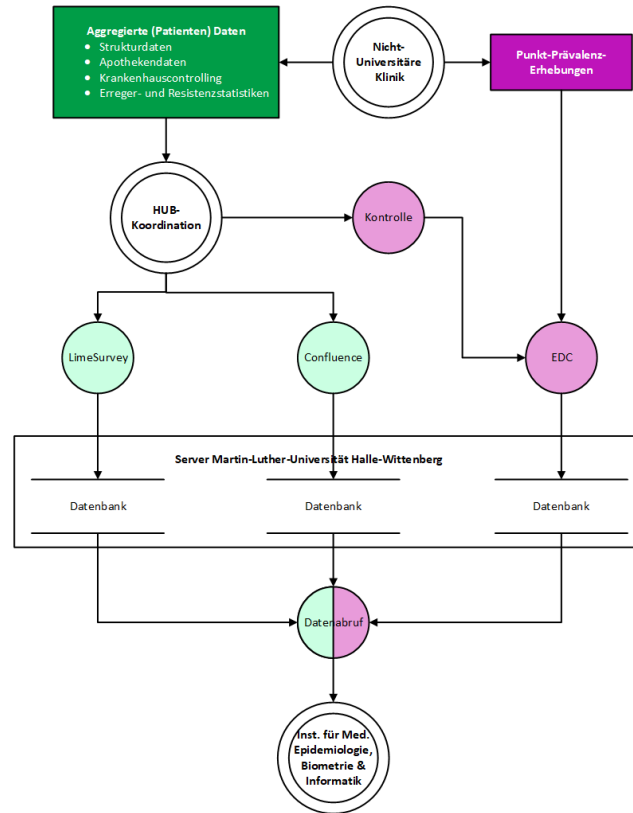 Aggregierte (Patienten) Daten
• Strukturdaten
• Apothekendaten
• Krankenhauscontrolling
• Erreger- und Resistenzstatistiken
Nicht-
Universitäre
Klinik
Punkt-Prävalenz-
Erhebungen
HUB-
Koordination
Kontrolle
LimeSurvey
Confluence
EDC
Server Martin-Luther-Universität Halle-Wittenberg
Datenbank
Datenbank
Datenbank
Datenabruf
Inst. für Med.
Epidemiologie,
Biometrie &
Informatik